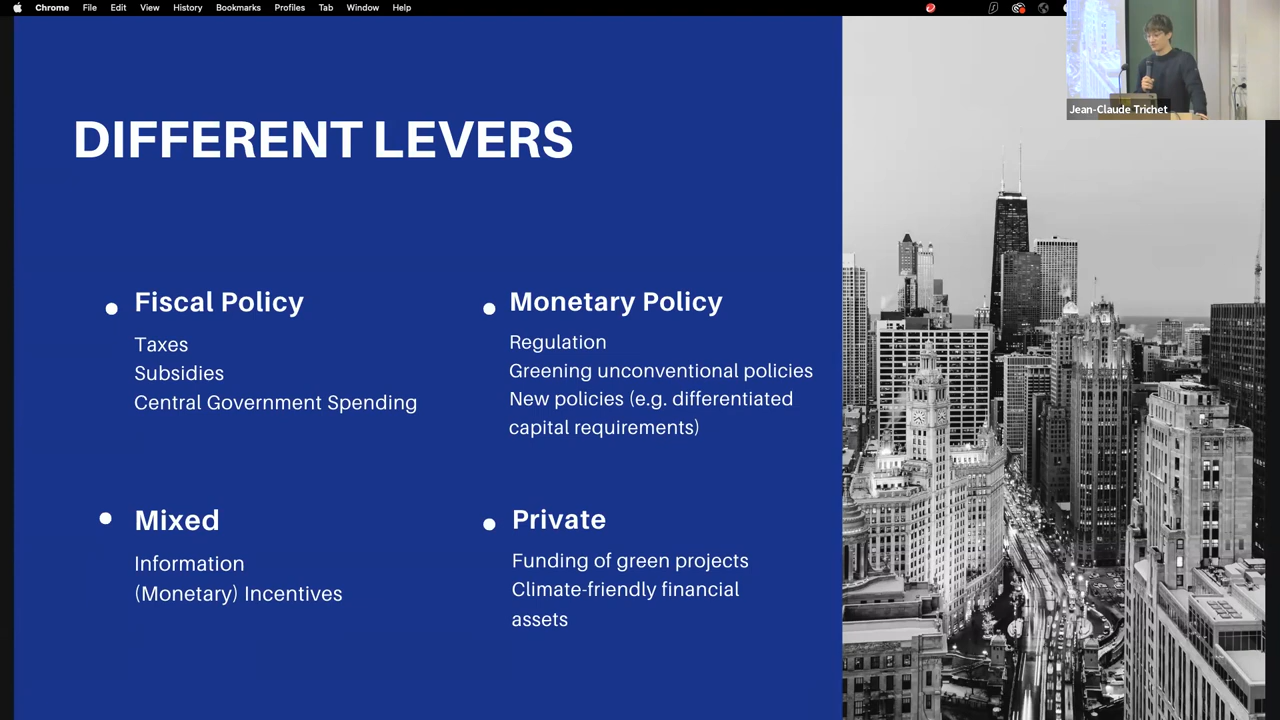 Chrome File Edit View History Bookmarks Profiles Tab Window Help
Jean-Claude Trichet
DIFFERENT LEVERS
Fiscal Policy
Taxes
Subsidies
Central Government Spending
Monetary Policy
Regulation
Greening unconventional policies
New policies (e.g. differentiated
capital requirements)
Mixed
Information
(Monetary) Incentives
Private
Funding of green projects
Climate-friendly financial
assets